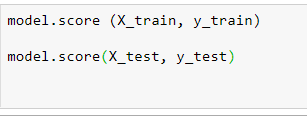 model.score (X_train, y_train)
model.score(X_test, y_test)